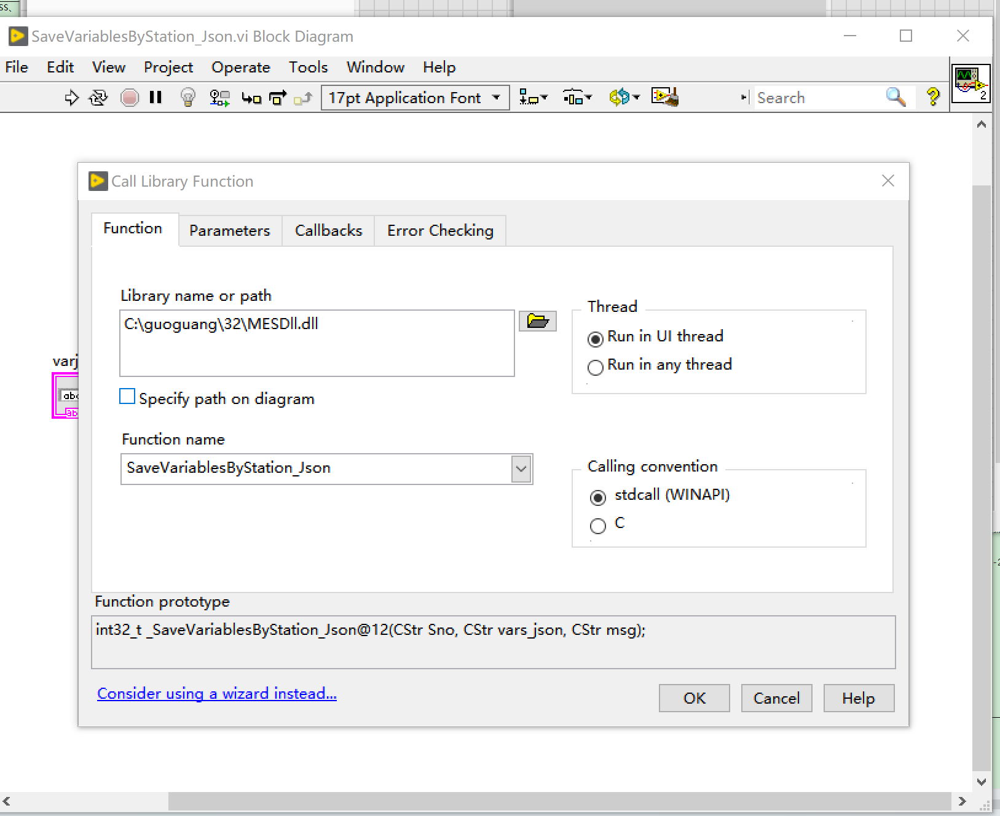 SS、
SaveVariablesByStation_Json.vi Block Diagram
File Edit View Project Operate Tools Window Help
17pt Application Font
Search
2
Call Library Function
Function Parameters Callbacks Error Checking
Library name or path
C:\guoguang\32\MESDll.dll
Specify path on diagram
Thread
Run in UI thread
Run in any thread
varj
abc
ab
Function name
SaveVariablesByStation_Json
Calling convention
stdcall (WINAPI)
C
-2
Function prototype
int32_t _SaveVariablesByStation_Json@12(CStr Sno, CStr vars_json, CStr msg);
Consider using a wizard instead...
OK Cancel Help